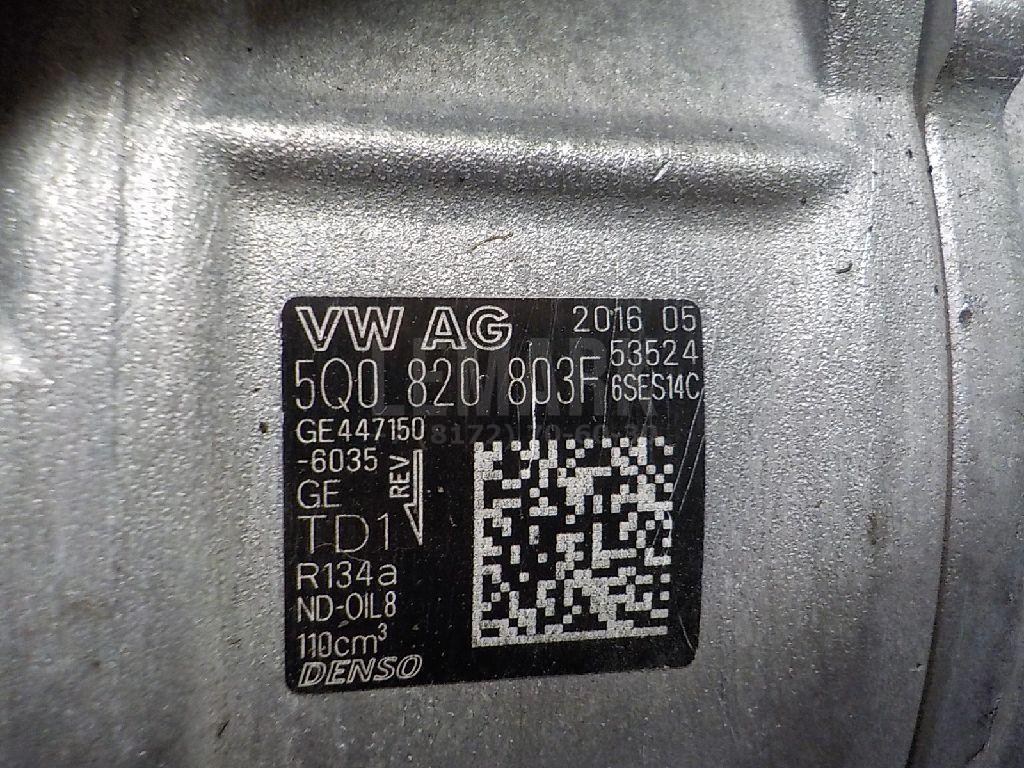 VW AG 2016 05
53524
5Q0 820 803F 6SES14C
GE447150
-6035
REV
GE
TD1
R134a
ND-OIL8
110cm³
DENSO
LEMARK